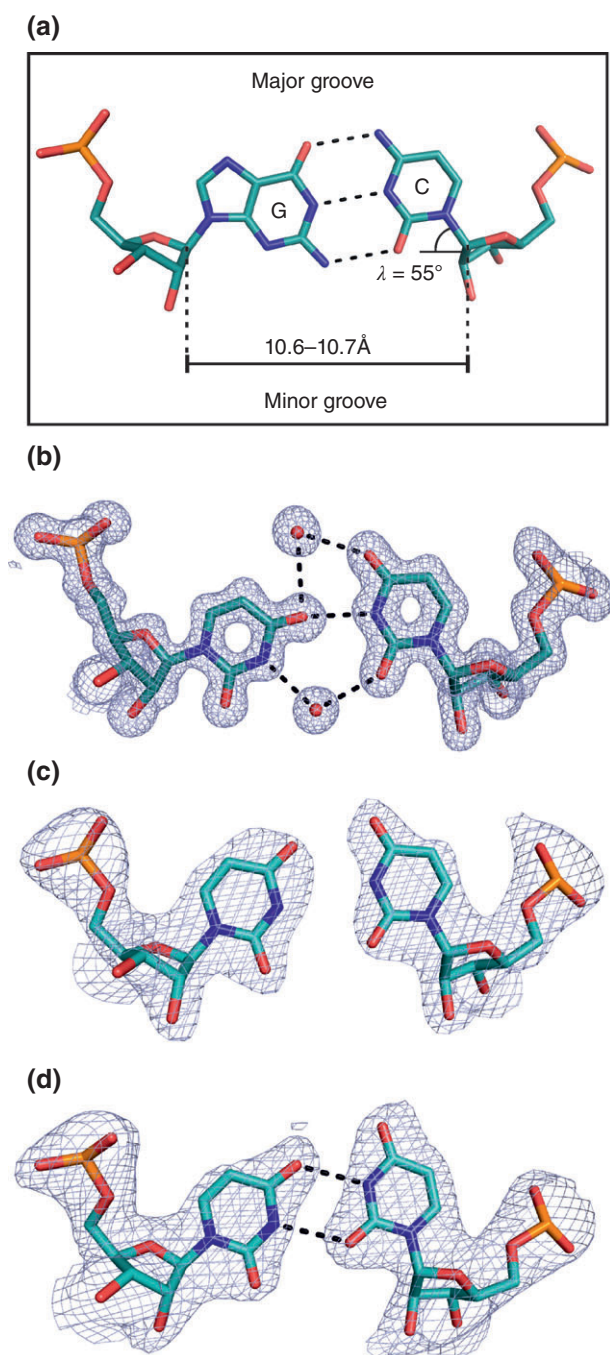 (a)
Major groove
G
C
λ = 55°
10.6–10.7Å
Minor groove
(b)
(c)
(d)